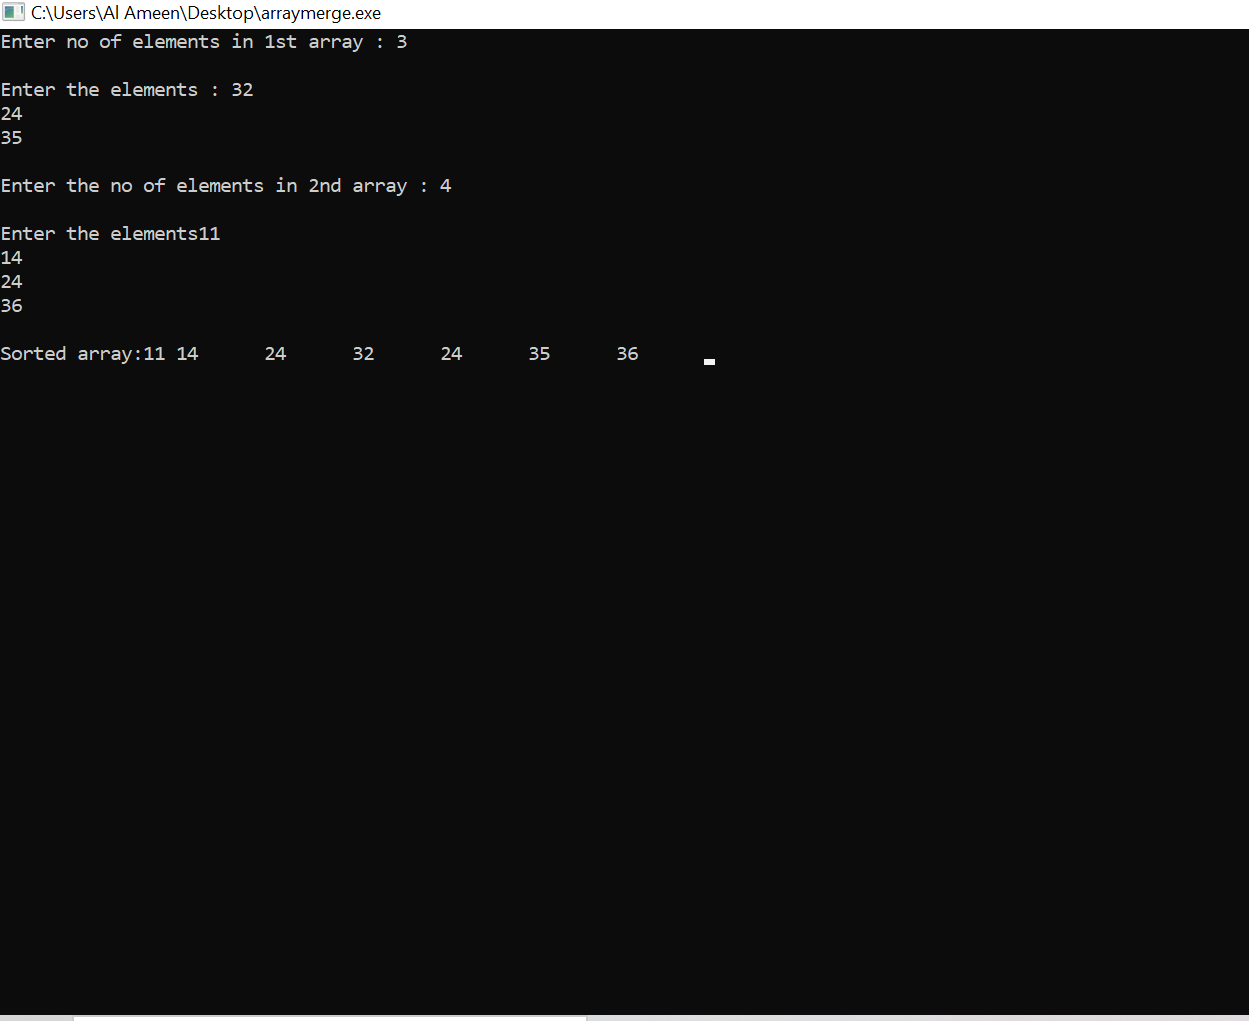 C:\Users\Al Ameen\Desktop\arraymerge.exe
Enter no of elements in 1st array : 3
Enter the elements : 32
24
35
Enter the no of elements in 2nd array : 4
Enter the elements11
14
24
36
Sorted array:11 14      24      32      24      35      36